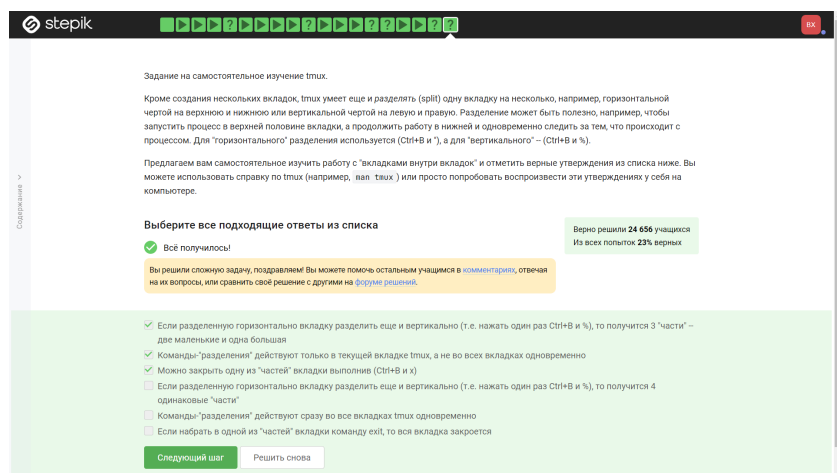 stepik
? ? ? ? ? ?
ВХ
Содержание
Задание на самостоятельное изучение tmux.
Кроме создания нескольких вкладок, tmux умеет еще и разделять (split) одну вкладку на несколько, например, горизонтальной
чертой на верхнюю и нижнюю или вертикальной чертой на левую и правую. Разделение может быть полезно, например, чтобы
запустить процесс в верхней половине вкладки, а продолжить работу в нижней и одновременно следить за тем, что происходит с
процессом. Для "горизонтального" разделения используется (Ctrl+B и "), а для "вертикального" – (Ctrl+B и %).
Предлагаем вам самостоятельное изучить работу с "вкладками внутри вкладок" и отметить верные утверждения из списка ниже. Вы
можете использовать справку по tmux (например, man tmux ) или просто попробовать воспроизвести эти утверждениях у себя на
компьютере.
Выберите все подходящие ответы из списка
Верно решили 24 656 учащихся
Из всех попыток 23% верных
Всё получилось!
Вы решили сложную задачу, поздравляем! Вы можете помочь остальным учащимся в комментариях, отвечая
на их вопросы, или сравнить своё решение с другими на форуме решений.
Если разделенную горизонтально вкладку разделить еще и вертикально (т.е. нажать один раз Ctrl+B и %), то получится 3 "части" –
две маленькие и одна большая
Команды-"разделения" действуют только в текущей вкладке tmux, а не во всех вкладках одновременно
Можно закрыть одну из "частей" вкладки выполнив (Ctrl+B и x)
Если разделенную горизонтально вкладку разделить еще и вертикально (т.е. нажать один раз Ctrl+B и %), то получится 4
одинаковые "части"
Команды-"разделения" действуют сразу во все вкладках tmux одновременно
Если набрать в одной из "частей" вкладки команду exit, то вся вкладка закроется
Следующий шаг
Решить снова